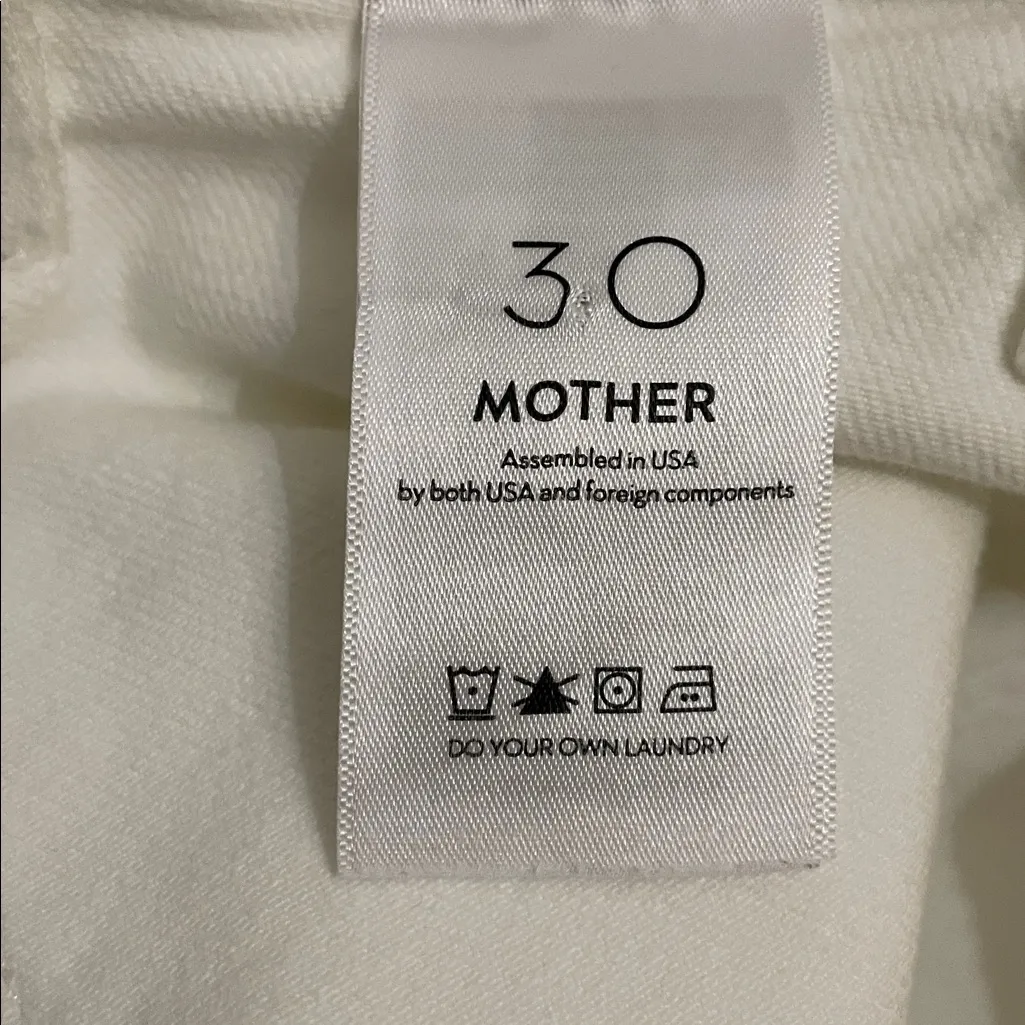 30
MOTHER
Assembled in USA
by both USA and foreign components
DO YOUR OWN LAUNDRY